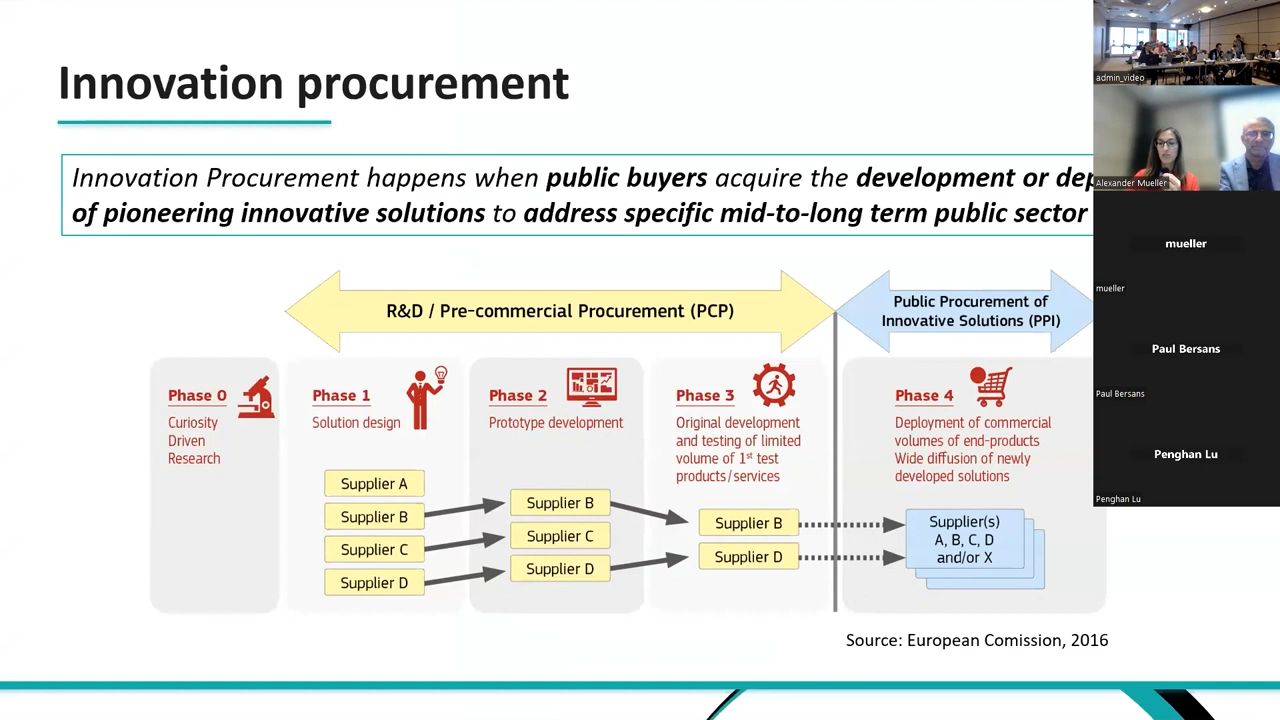 Innovation procurement
Innovation Procurement happens when public buyers acquire the development or dep
of pioneering innovative solutions to address specific mid-to-long term public sector
R&D / Pre-commercial Procurement (PCP)
Public Procurement of
Innovative Solutions (PPI)
Phase 0
Curiosity
Driven
Research
Phase 1
Solution design
Supplier A
Supplier B
Supplier C
Supplier D
Phase 2
Prototype development
Supplier B
Supplier C
Supplier D
Phase 3
Original development
and testing of limited
volume of 1st test
products/services
Supplier B
Supplier D
Phase 4
Deployment of commercial
volumes of end-products
Wide diffusion of newly
developed solutions
Supplier(s)
A, B, C, D
and/or X
Source: European Comission, 2016
admin_video
Alexander Mueller
mueller
mueller
Paul Bersans
Paul Bersans
Penghan Lu
Penghan Lu